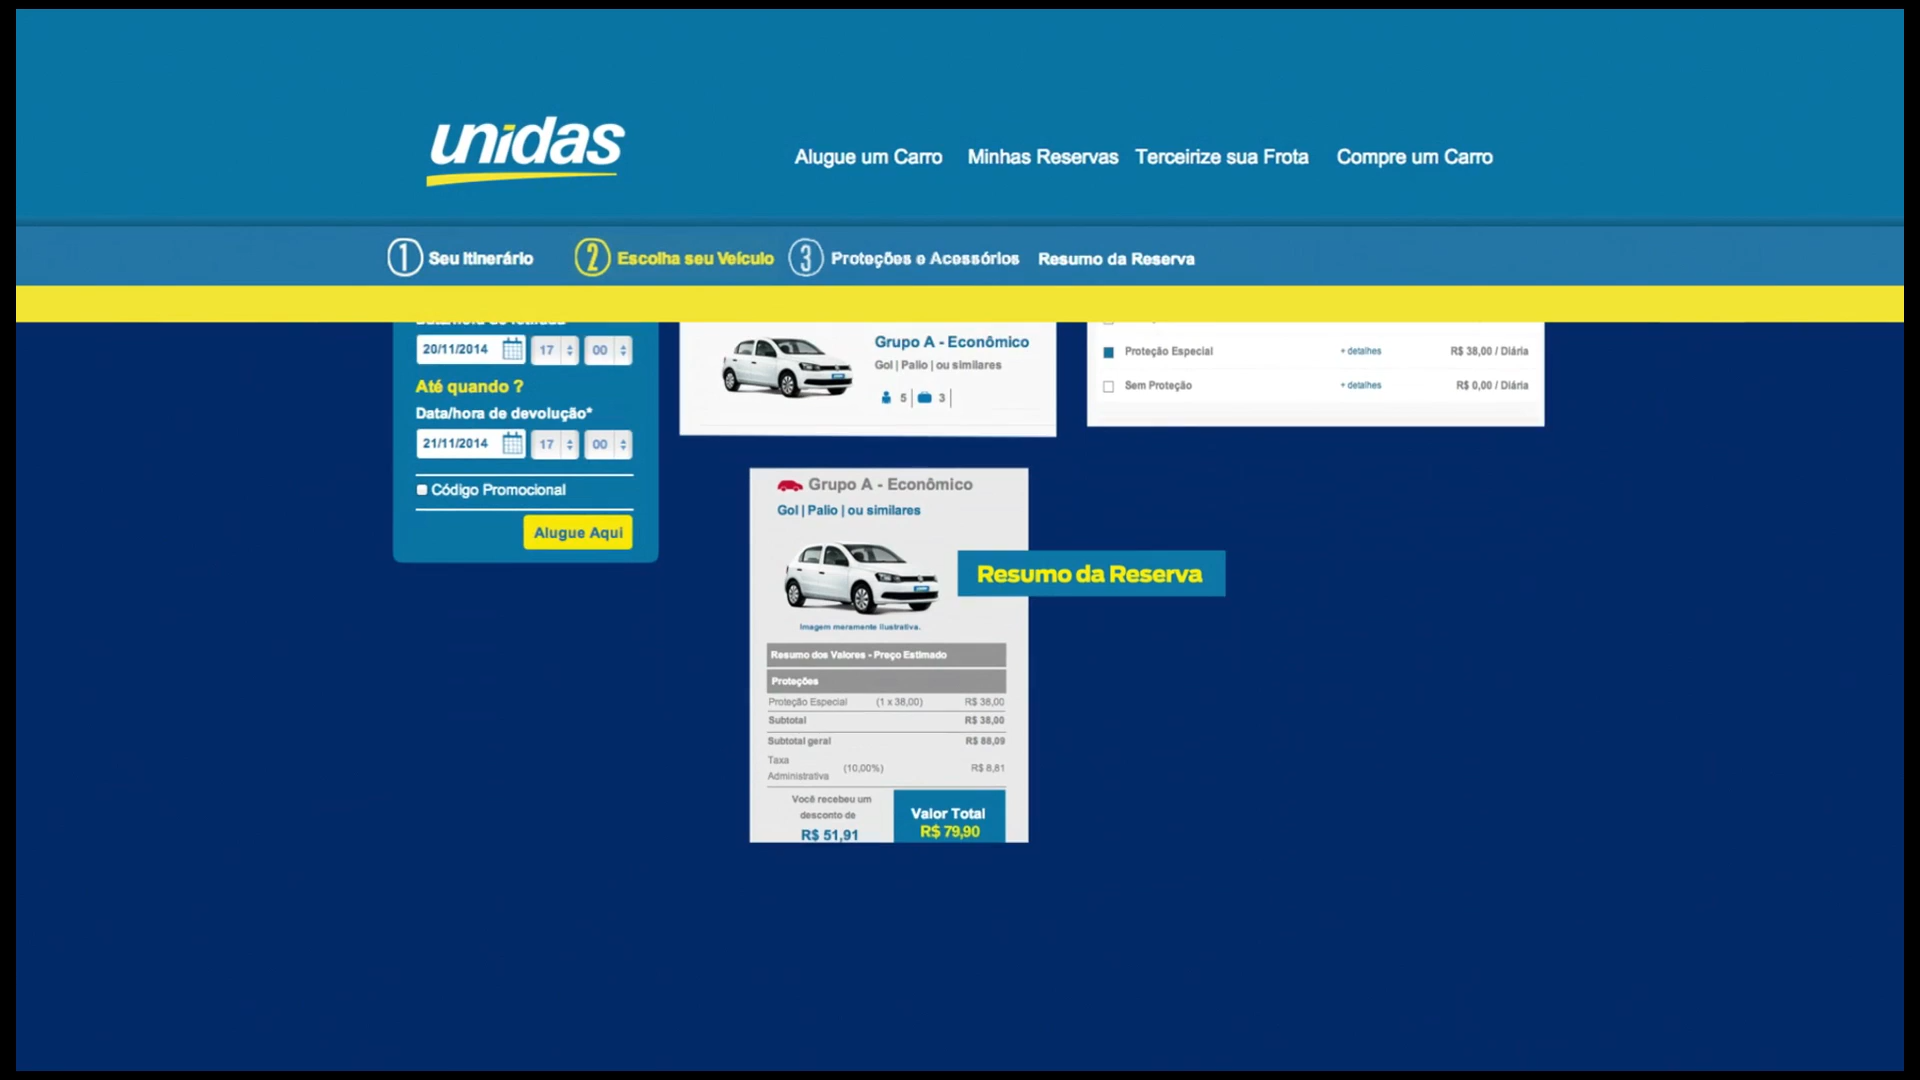 unidas
Alugue um Carro Minhas Reservas Terceirize sua Frota Compre um Carro
1 Seu Itinerário 2 Escolha seu Veículo 3 Proteções e Acessórios Resumo da Reserva
20/11/2014 17 00
Até quando ?
Data/hora de devolução*
21/11/2014 17 00
Código Promocional
Alugue Aqui
Grupo A - Econômico
Gol | Palio | ou similares
5 | 3 |
Proteção Especial + detalhes R$ 38,00 / Diária
Sem Proteção + detalhes R$ 0,00 / Diária
Grupo A - Econômico
Gol | Palio | ou similares
Resumo da Reserva
Imagem meramente ilustrativa.
Resumo dos Valores - Preço Estimado
Proteções
Proteção Especial (1 x 38,00) R$ 38,00
Subtotal R$ 38,00
Subtotal geral R$ 88,09
Taxa
Administrativa (10,00%) R$ 8,81
Você recebeu um
desconto de
R$ 51,91
Valor Total
R$ 79,90